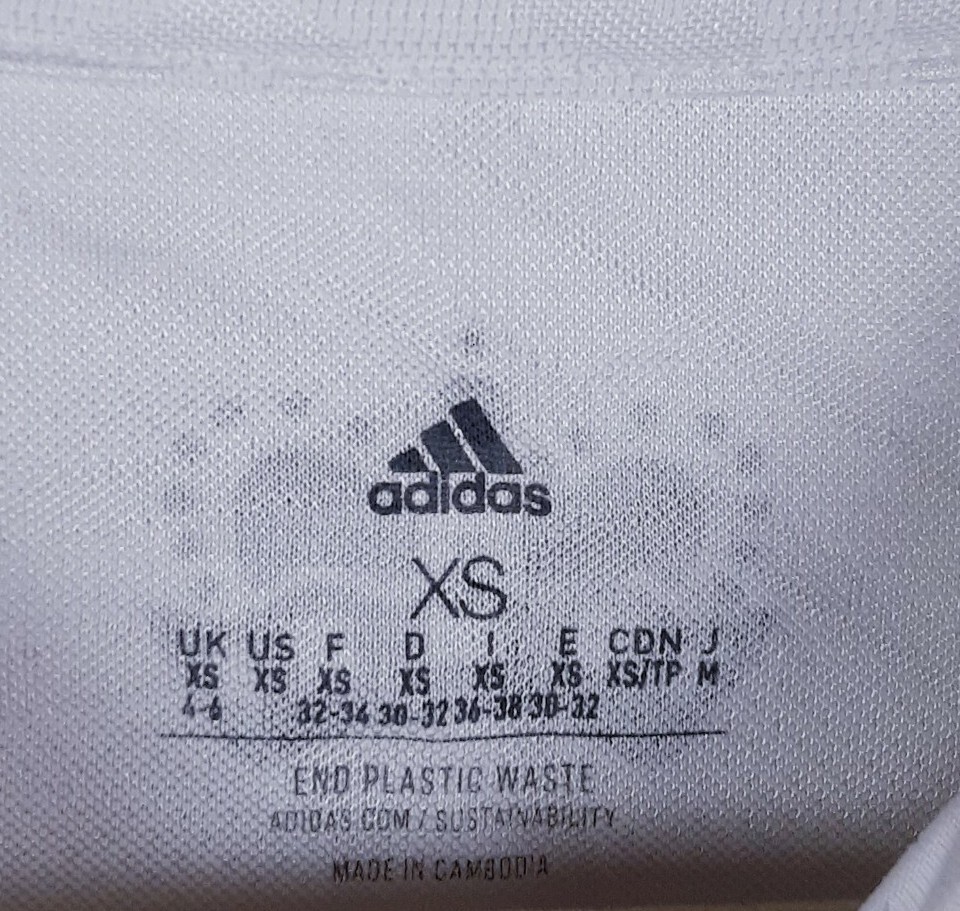 adidas
XS
UK US F D I E CDN J
XS XS XS XS XS XS XS/TP M
4-6 32-34 30-32 36-38 30-32
END PLASTIC WASTE
ADIDAS.COM/SUSTAINABILITY
MADE IN CAMBODIA